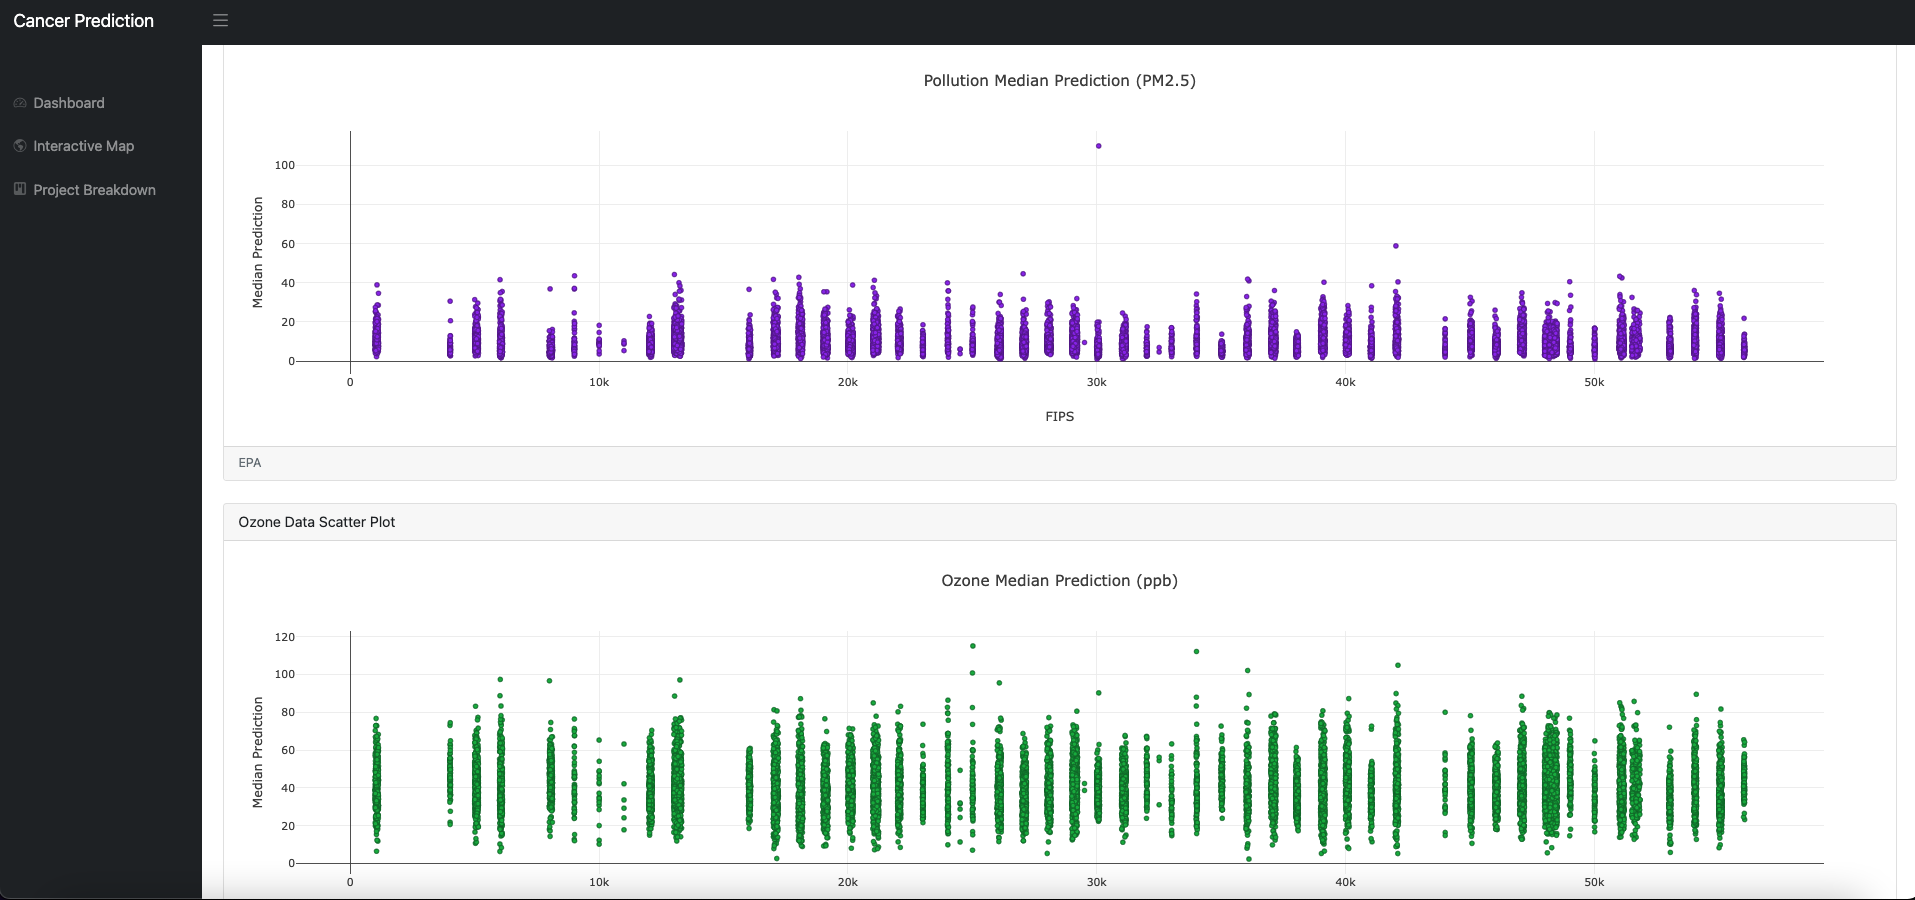 Cancer Prediction
Dashboard
Interactive Map
Project Breakdown
Pollution Median Prediction (PM2.5)
Median Prediction
100
80
60
40
20
0
0
10k
20k
30k
40k
50k
FIPS
EPA
Ozone Data Scatter Plot
Ozone Median Prediction (ppb)
Median Prediction
120
100
80
60
40
20
0
0
10k
20k
30k
40k
50k